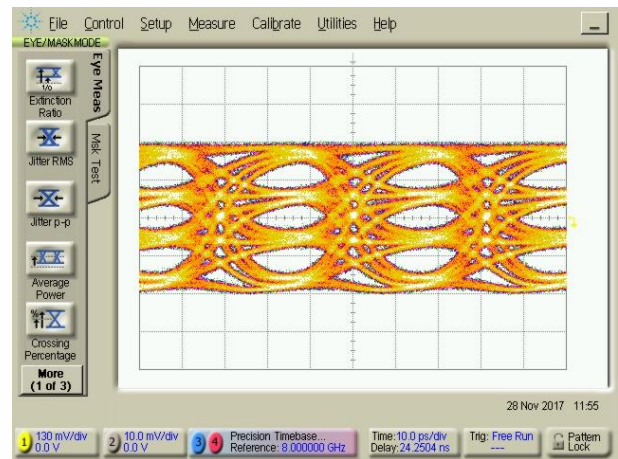 File Control Setup Measure Calibrate Utilities Help
EYE/MASKMODE
Eye Meas
Msk Test
1/0
Extinction
Ratio
Jitter RMS
Jitter p-p
Average
Power
Crossing
Percentage
More
(1 of 3)
28 Nov 2017 11:55
1 130 mV/div
0.0 V
2 10.0 mV/div
0.0 V
3 4 Precision Timebase...
Reference: 8.000000 GHz
Time:10.0 ps/div
Delay:24.2504 ns
Trig: Free Run
---
Pattern
Lock